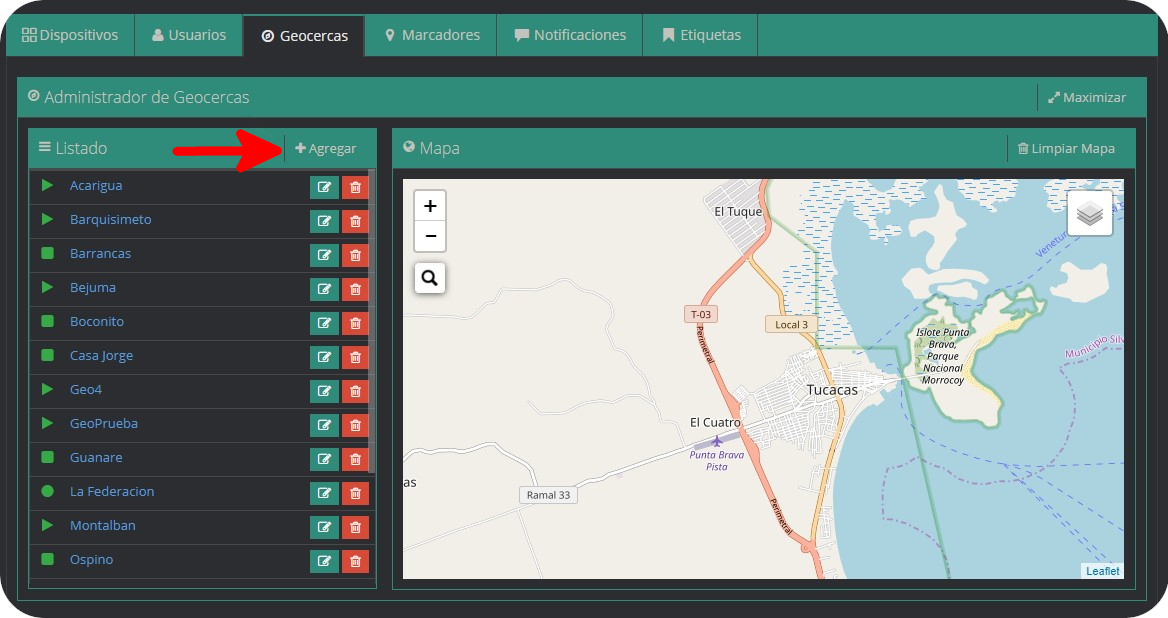 Dispositivos
Usuarios
Geocercas
Marcadores
Notificaciones
Etiquetas
Administrador de Geocercas
Maximizar
Listado
Agregar
Mapa
Limpiar Mapa
Acarigua
Barquisimeto
Barrancas
Bejuma
Boconito
Casa Jorge
Geo4
GeoPrueba
Guanare
La Federacion
Montalban
Ospino
+
−
El Tuque
T-03
Perimetral
Local 3
Islote Punta
Brava,
Parque
Nacional
Morrocoy
Municipio Silv
Tucacas
El Cuatro
Punta Brava
Pista
as
Ramal 33
Perimetral
Leaflet